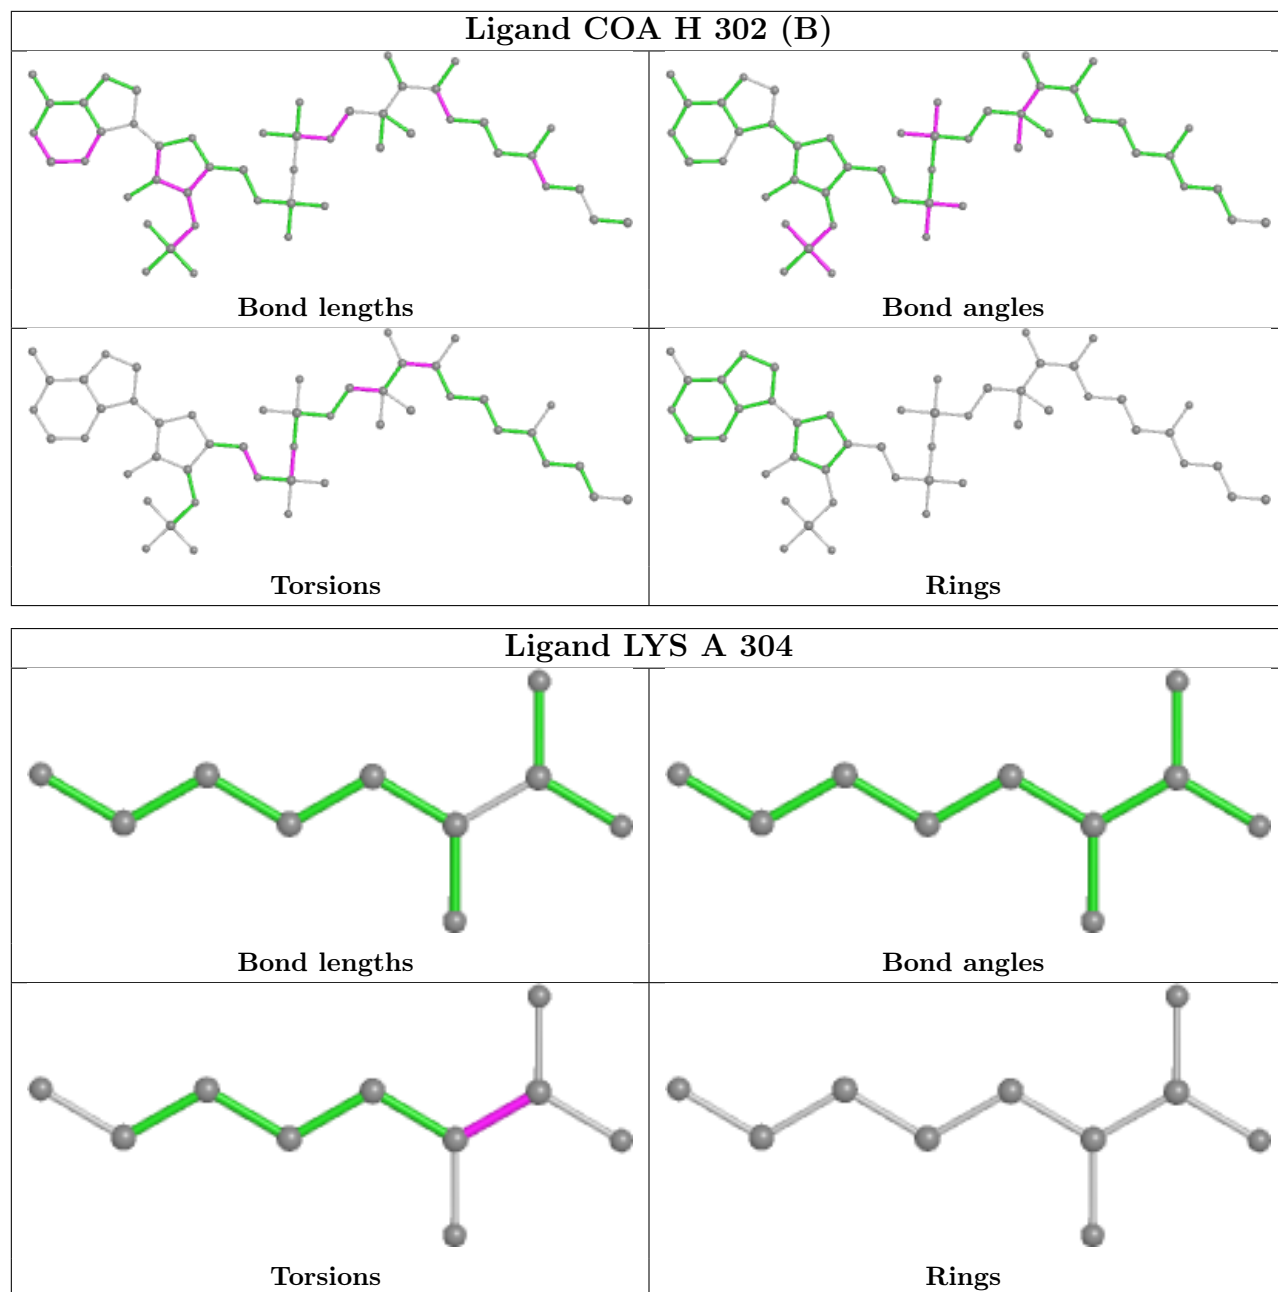 Ligand COA H 302 (B)
Bond lengths
Bond angles
Torsions
Rings
Ligand LYS A 304
Bond lengths
Bond angles
Torsions
Rings